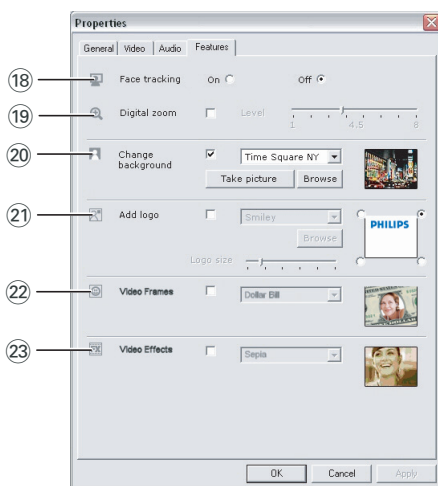 Properties
General Video Audio Features
18 Face tracking On Off
19 Digital zoom Level
1 4.5 8
20 Change background Time Square NY
Take picture Browse
21 Add logo Smiley
PHILIPS
Browse
Logo size
22 Video Frames Dollar Bill
23 Video Effects Sepia
OK Cancel Apply